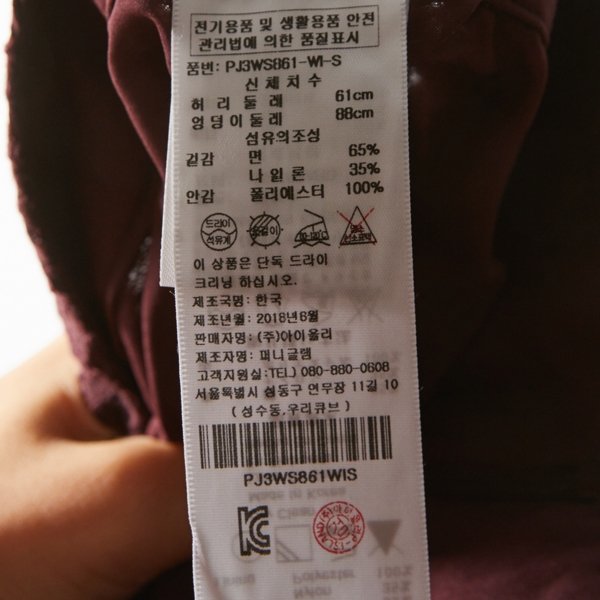 전기용품 및 생활용품 안전
관리법에 의한 품질표시
품번: PJ3WS861-WI-S
신 체 치 수
허 리 둘 레 61cm
엉덩이둘레 88cm
섬유의조성
겉감 면 65%
나 일 론 35%
안감 폴리에스터 100%
드라이
석유계
이 상품은 단독 드라이
크리닝 하십시오.
제조국명: 한국
제조년월: 2018년6월
판매자명: (주)아이올리
제조자명: 퍼니글램
고객지원실:TEL) 080-880-0608
서울특별시 성동구 연무장 11길 10
( 성수동,우리큐브 )
PJ3WS861WIS